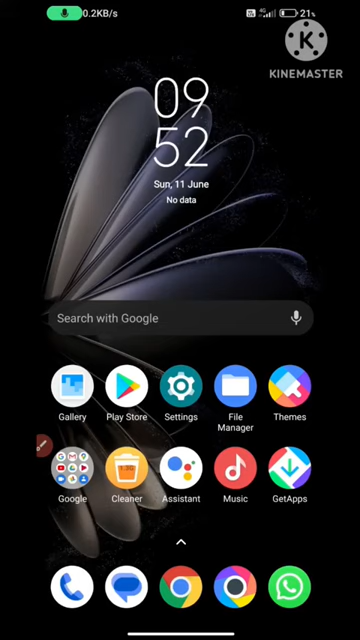 0.2KB/s
4G
21%
K
KINEMASTER
09
52
Sun, 11 June
No data
Search with Google
Gallery
Play Store
Settings
File
Manager
Themes
Google
Cleaner
Assistant
Music
GetApps